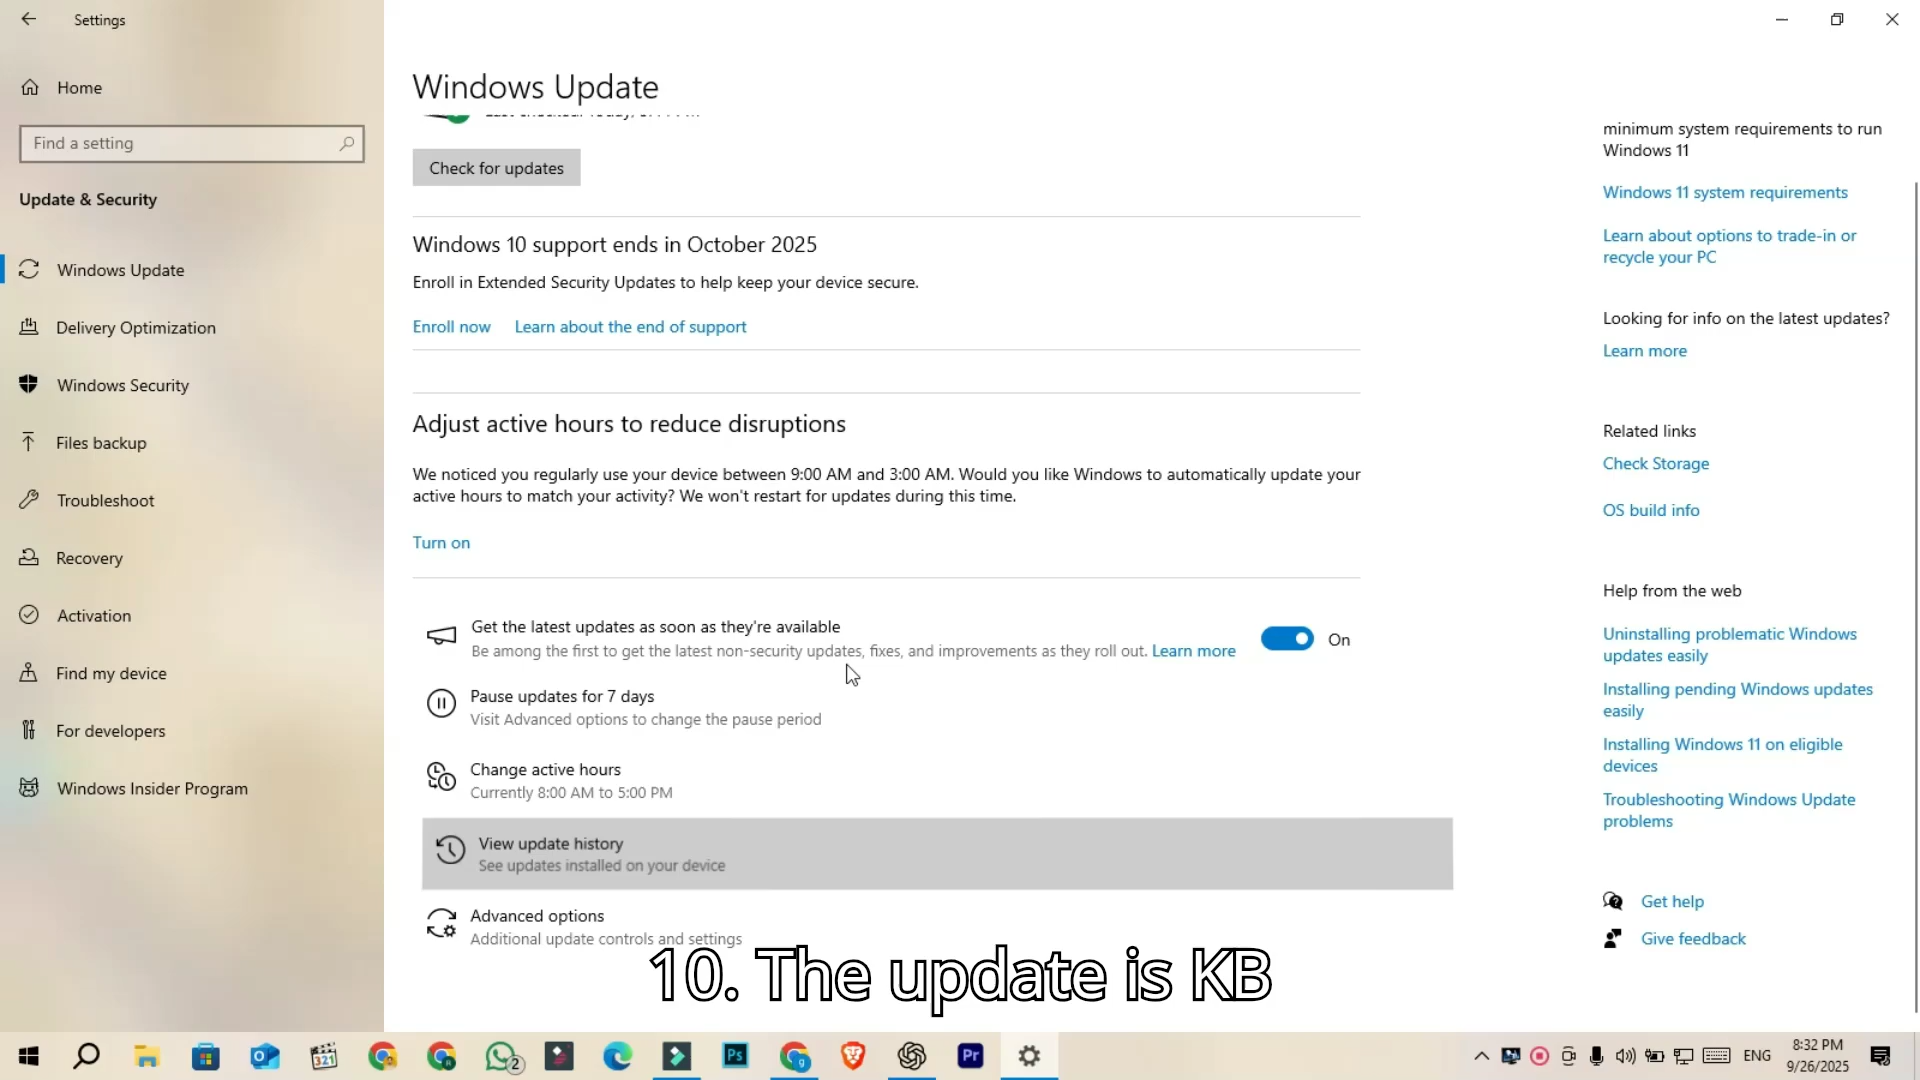 Settings
Home
Find a setting
Update & Security
Windows Update
Delivery Optimization
Windows Security
Files backup
Troubleshoot
Recovery
Activation
Find my device
For developers
Windows Insider Program
Windows Update
Check for updates
Windows 10 support ends in October 2025
Enroll in Extended Security Updates to help keep your device secure.
Enroll now Learn about the end of support
Adjust active hours to reduce disruptions
We noticed you regularly use your device between 9:00 AM and 3:00 AM. Would you like Windows to automatically update your
active hours to match your activity? We won't restart for updates during this time.
Turn on
Get the latest updates as soon as they're available
Be among the first to get the latest non-security updates, fixes, and improvements as they roll out. Learn more
On
Pause updates for 7 days
Visit Advanced options to change the pause period
Change active hours
Currently 8:00 AM to 5:00 PM
View update history
See updates installed on your device
Advanced options
Additional update controls and settings
minimum system requirements to run
Windows 11
Windows 11 system requirements
Learn about options to trade-in or
recycle your PC
Looking for info on the latest updates?
Learn more
Related links
Check Storage
OS build info
Help from the web
Uninstalling problematic Windows
updates easily
Installing pending Windows updates
easily
Installing Windows 11 on eligible
devices
Troubleshooting Windows Update
problems
Get help
Give feedback
10. The update is KB
321
2
Ps
Pr
ENG
8:32 PM
9/26/2025